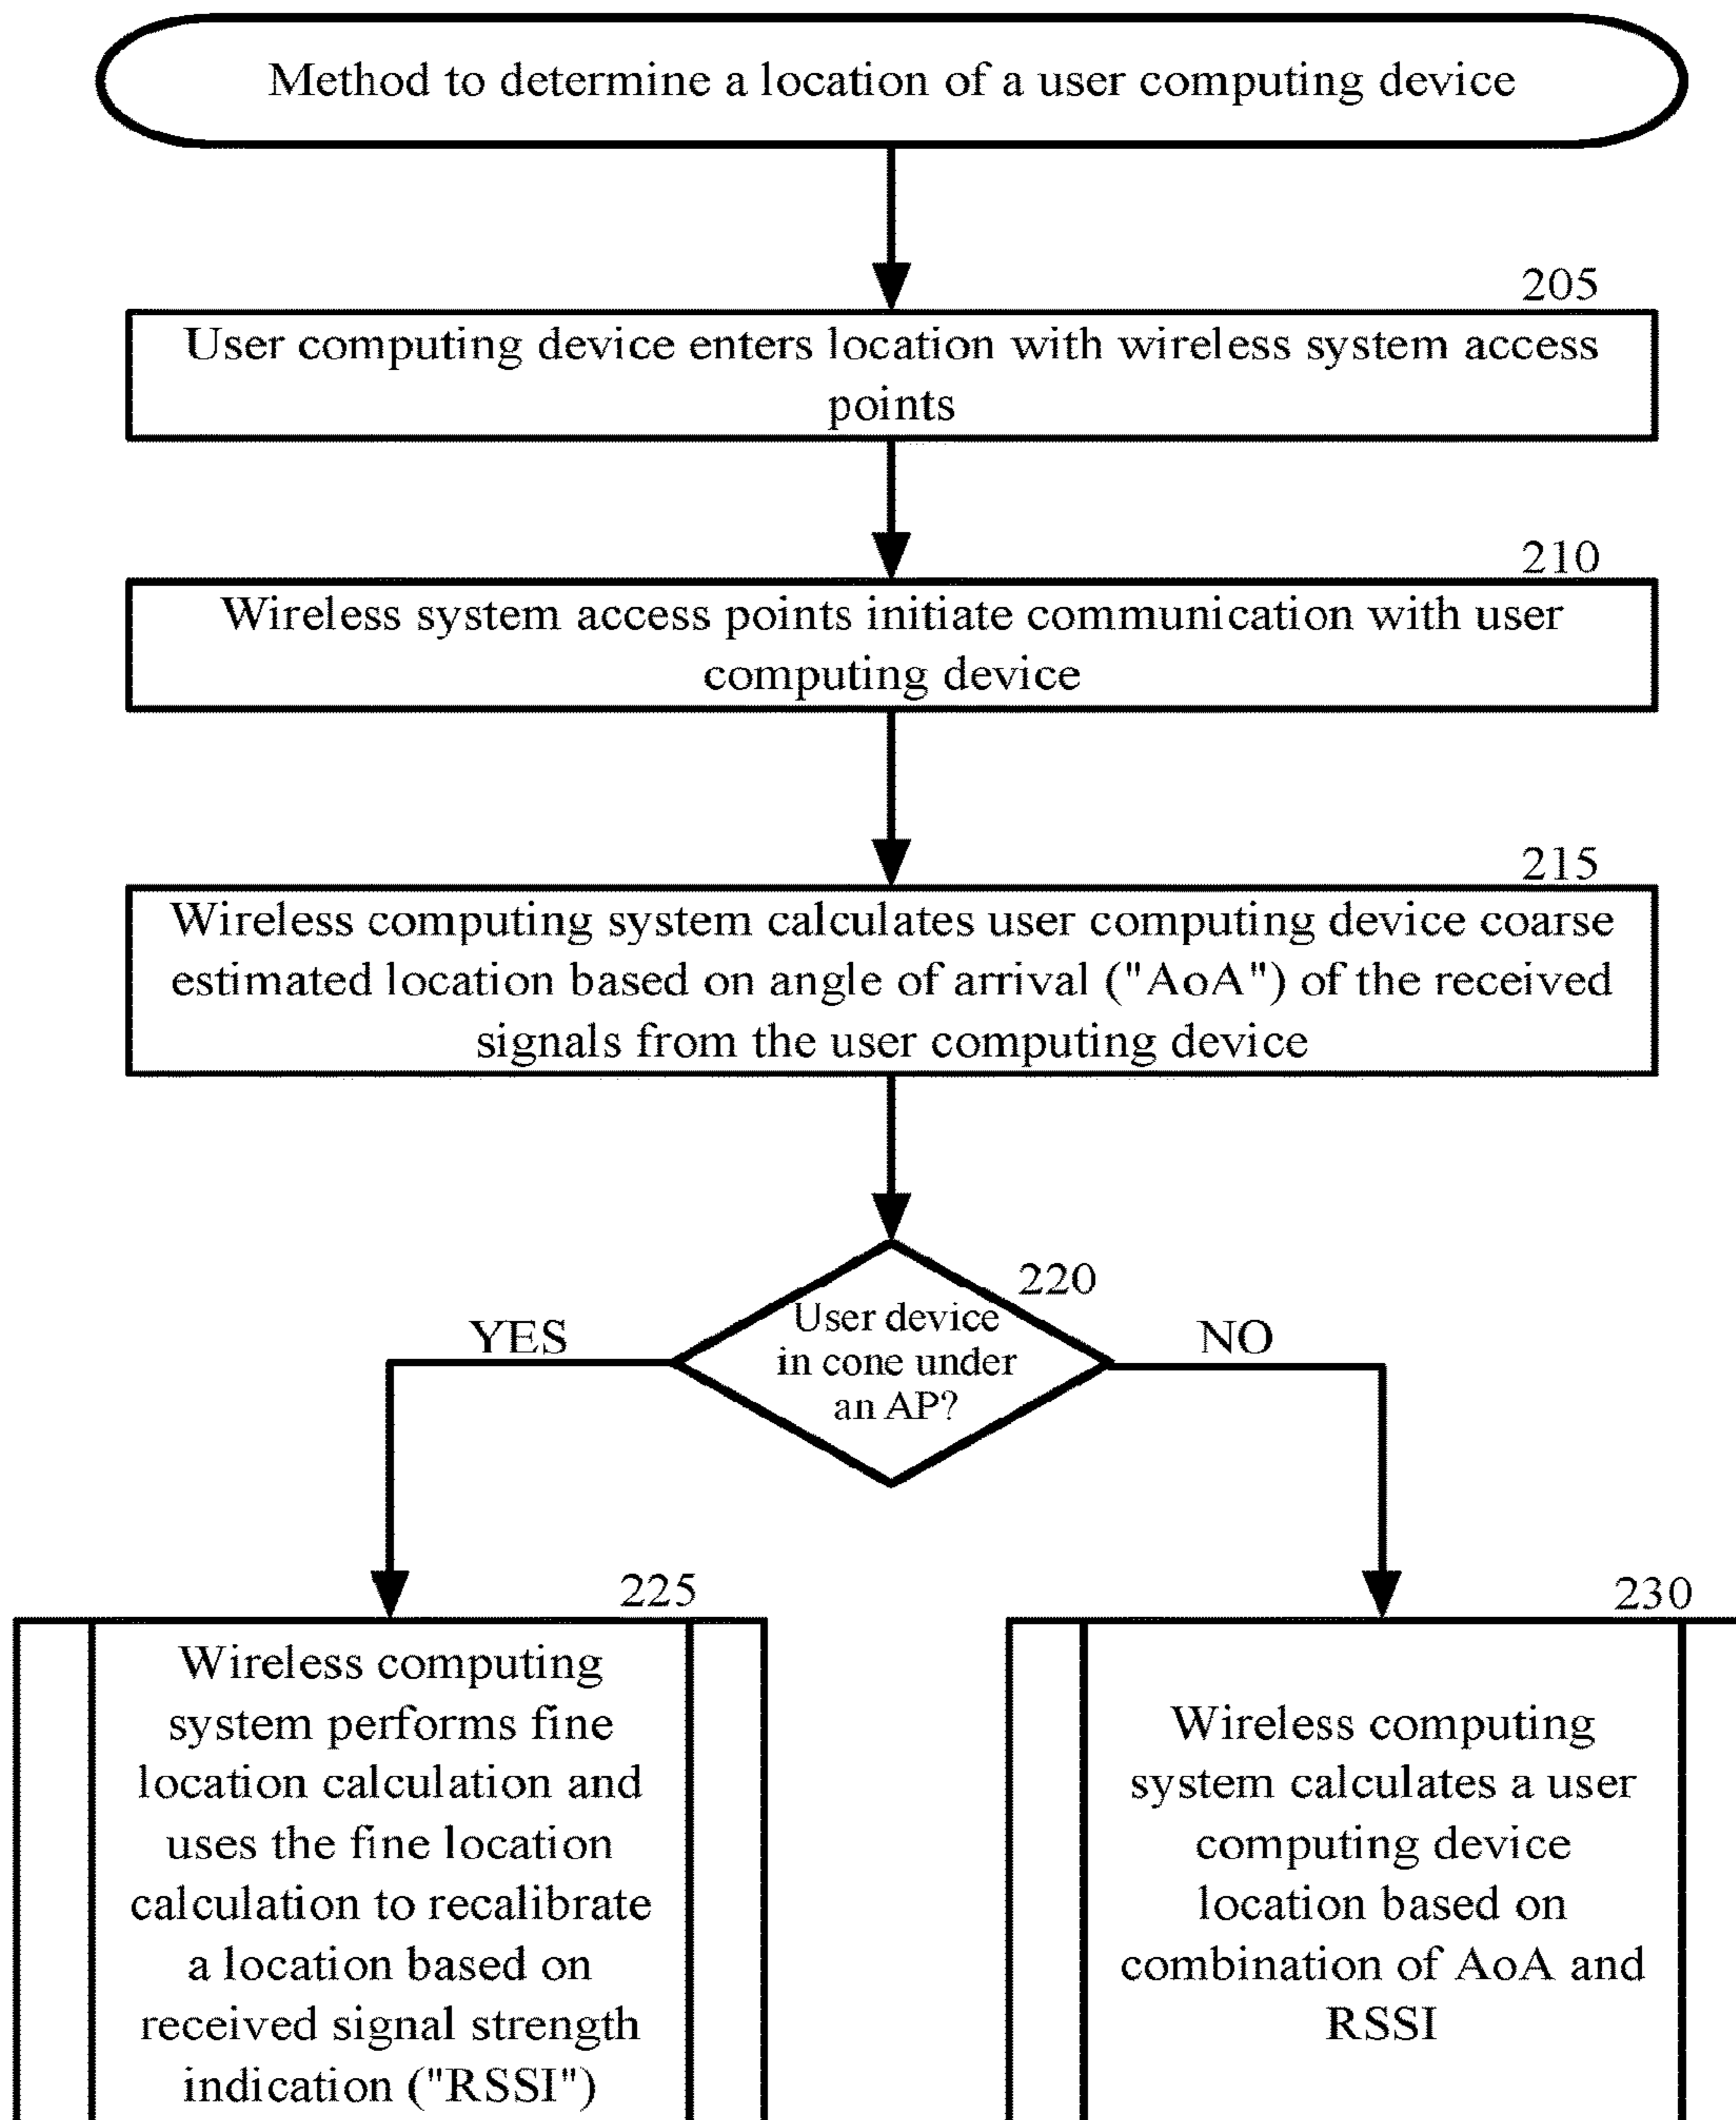 Method to determine a location of a user computing device
205
User computing device enters location with wireless system access
points
210
Wireless system access points initiate communication with user
computing device
215
Wireless computing system calculates user computing device coarse
estimated location based on angle of arrival ("AoA") of the received
signals from the user computing device
220
User device
in cone under
an AP?
YES
NO
225
Wireless computing
system performs fine
location calculation and
uses the fine location
calculation to recalibrate
a location based on
received signal strength
indication ("RSSI")
230
Wireless computing
system calculates a user
computing device
location based on
combination of AoA and
RSSI